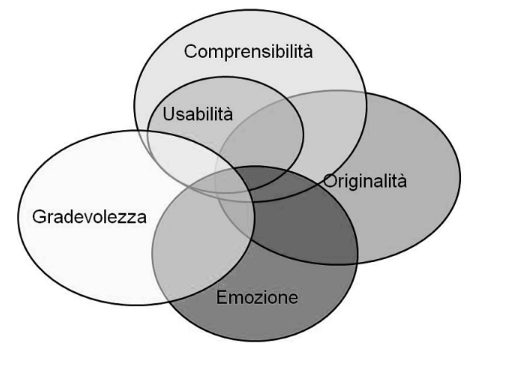 Comprensibilità
Usabilità
Originalità
Gradevolezza
Emozione